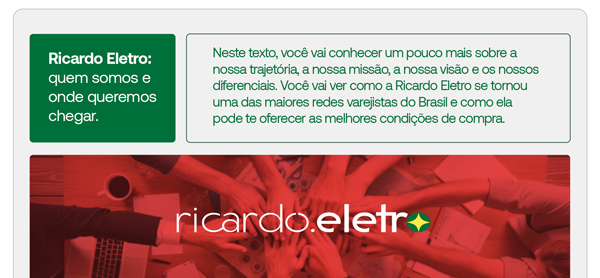 Ricardo Eletro:
quem somos e
onde queremos
chegar.
Neste texto, você vai conhecer um pouco mais sobre a
nossa trajetória, a nossa missão, a nossa visão e os nossos
diferenciais. Você vai ver como a Ricardo Eletro se tornou
uma das maiores redes varejistas do Brasil e como ela
pode te oferecer as melhores condições de compra.
ricardo.eletro